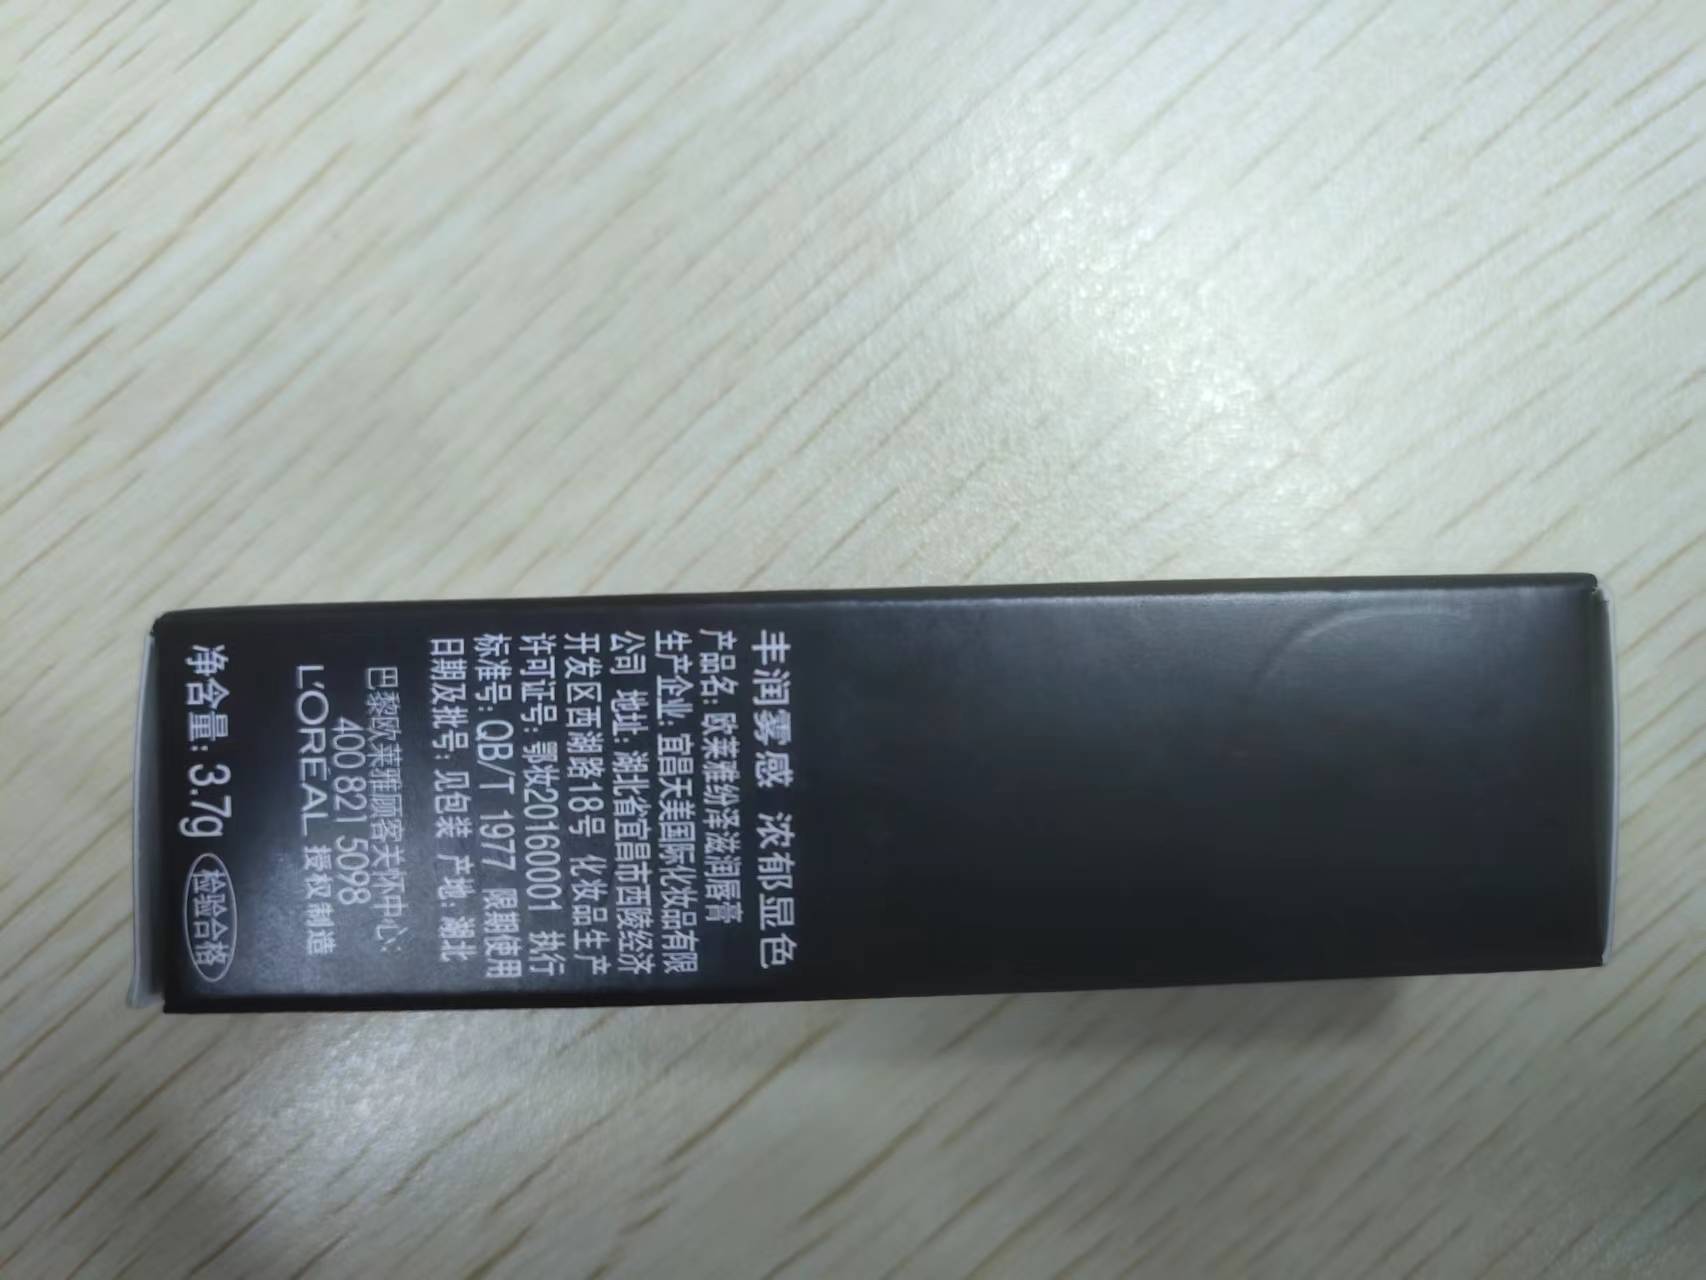 丰润雾感 浓郁显色
产品名: 欧莱雅纷泽滋润唇膏
生产企业: 宜昌天美国际化妆品有限
公司 地址: 湖北省宜昌市西陵经济
开发区西湖路18号 化妆品生产
许可证号: 鄂妆20160001 执行
标准号: QB/T 1977 限期使用
日期及批号: 见包装 产地: 湖北
巴黎欧莱雅顾客关怀中心:
400 821 5098
L'ORÉAL 授权制造
净含量: 3.7g 检验合格